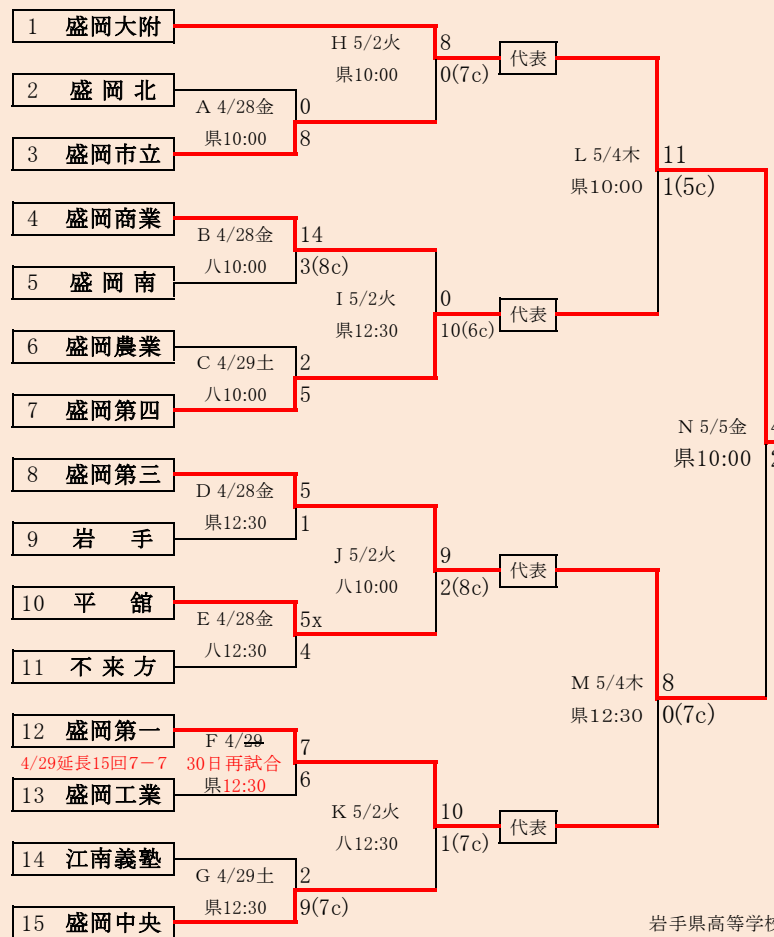 1 盛岡大附
2 盛岡北
3 盛岡市立
4 盛岡商業
5 盛岡南
6 盛岡農業
7 盛岡第四
8 盛岡第三
9 岩手
10 平舘
11 不来方
12 盛岡第一
4/29延長15回7-7
13 盛岡工業
14 江南義塾
15 盛岡中央
A 4/28金
県10:00
0
8
B 4/28金
八10:00
14
3(8c)
C 4/29土
八10:00
2
5
D 4/28金
県12:30
5
1
E 4/28金
八12:30
5x
4
F 4/29
30日再試合
県12:30
7
6
G 4/29土
県12:30
2
9(7c)
H 5/2火
県10:00
8
0(7c)
I 5/2火
県12:30
0
10(6c)
J 5/2火
八10:00
9
2(8c)
K 5/2火
八12:30
10
1(7c)
代表
代表
代表
代表
L 5/4木
県10:00
11
1(5c)
M 5/4木
県12:30
8
0(7c)
N 5/5金
県10:00
岩手県高等学校